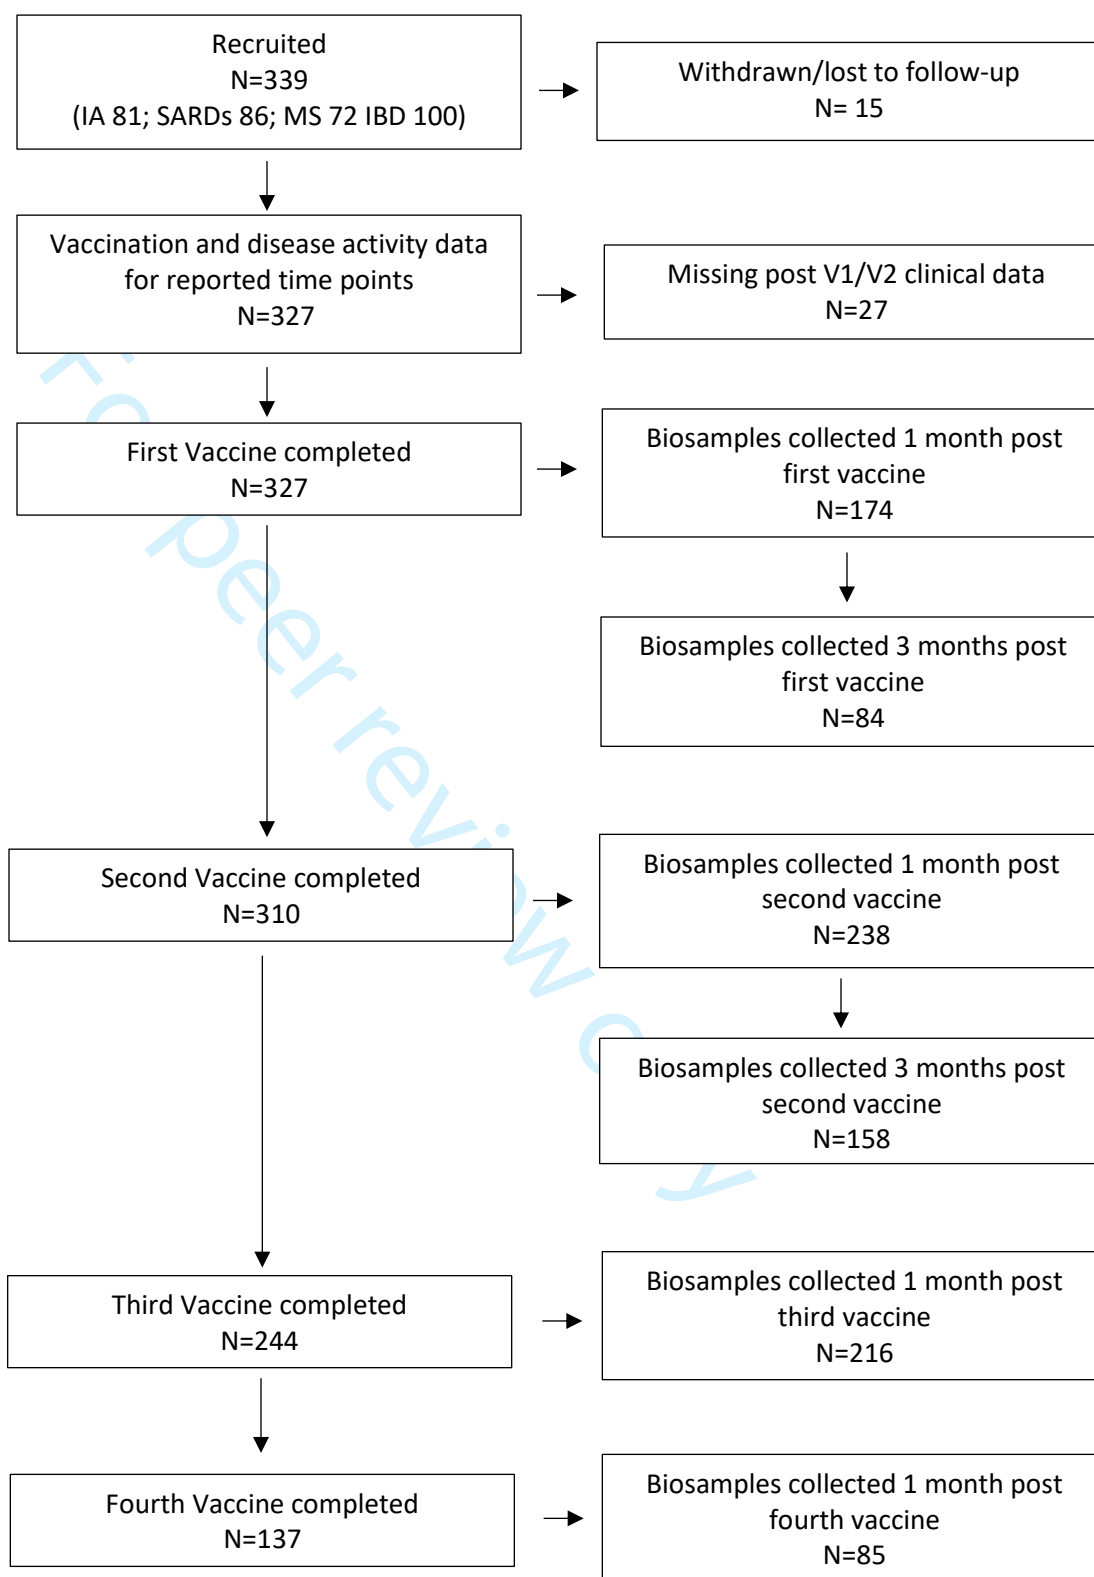 Recruited
N=339
(IA 81; SARDs 86; MS 72 IBD 100)
Withdrawn/lost to follow-up
N= 15
Vaccination and disease activity data
for reported time points
N=327
Missing post V1/V2 clinical data
N=27
First Vaccine completed
N=327
Biosamples collected 1 month post
first vaccine
N=174
Biosamples collected 3 months post
first vaccine
N=84
Second Vaccine completed
N=310
Biosamples collected 1 month post
second vaccine
N=238
Biosamples collected 3 months post
second vaccine
N=158
Third Vaccine completed
N=244
Biosamples collected 1 month post
third vaccine
N=216
Fourth Vaccine completed
N=137
Biosamples collected 1 month post
fourth vaccine
N=85
peer review